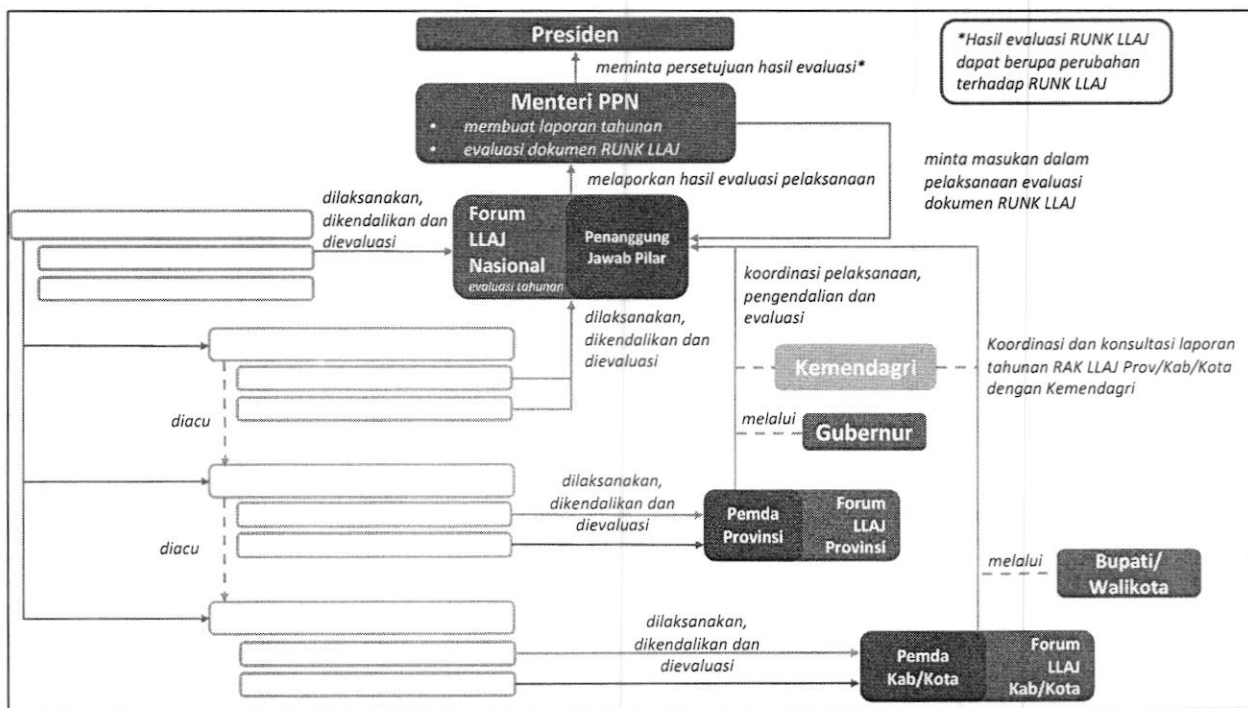 Presiden
*Hasil evaluasi RUNK LLAJ
dapat berupa perubahan
terhadap RUNK LLAJ
meminta persetujuan hasil evaluasi*
Menteri PPN
• membuat laporan tahunan
• evaluasi dokumen RUNK LLAJ
minta masukan dalam
pelaksanaan evaluasi
dokumen RUNK LLAJ
melaporkan hasil evaluasi pelaksanaan
dilaksanakan,
dikendalikan dan
dievaluasi
Forum
LLAJ
Nasional
evaluasi tahunan
Penanggung
Jawab Pilar
koordinasi pelaksanaan,
pengendalian dan
evaluasi
dilaksanakan,
dikendalikan dan
dievaluasi
Kemendagri
Koordinasi dan konsultasi laporan
tahunan RAK LLAJ Prov/Kab/Kota
dengan Kemendagri
diacu
melalui
Gubernur
dilaksanakan,
dikendalikan dan
dievaluasi
Pemda
Provinsi
Forum
LLAJ
Provinsi
diacu
melalui
Bupati/
Walikota
dilaksanakan,
dikendalikan dan
dievaluasi
Pemda
Kab/Kota
Forum
LLAJ
Kab/Kota